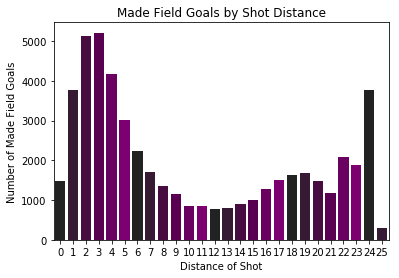 Made Field Goals by Shot Distance
Number of Made Field Goals
5000
4000
3000
2000
1000
0
0 1 2 3 4 5 6 7 8 9 10 11 12 13 14 15 16 17 18 19 20 21 22 23 24 25
Distance of Shot